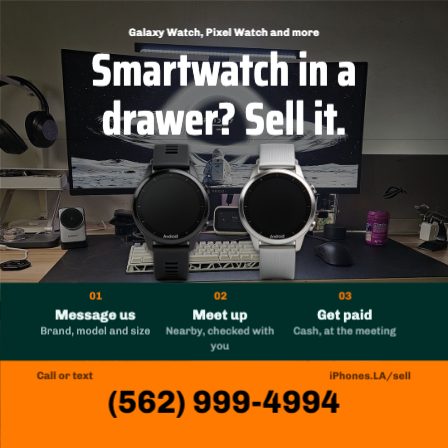 Galaxy Watch, Pixel Watch and more
Smartwatch in a
drawer? Sell it.
Android
Android
01
02
03
Message us
Meet up
Get paid
Brand, model and size
Nearby, checked with
you
Cash, at the meeting
Call or text
iPhones.LA/sell
(562) 999-4994